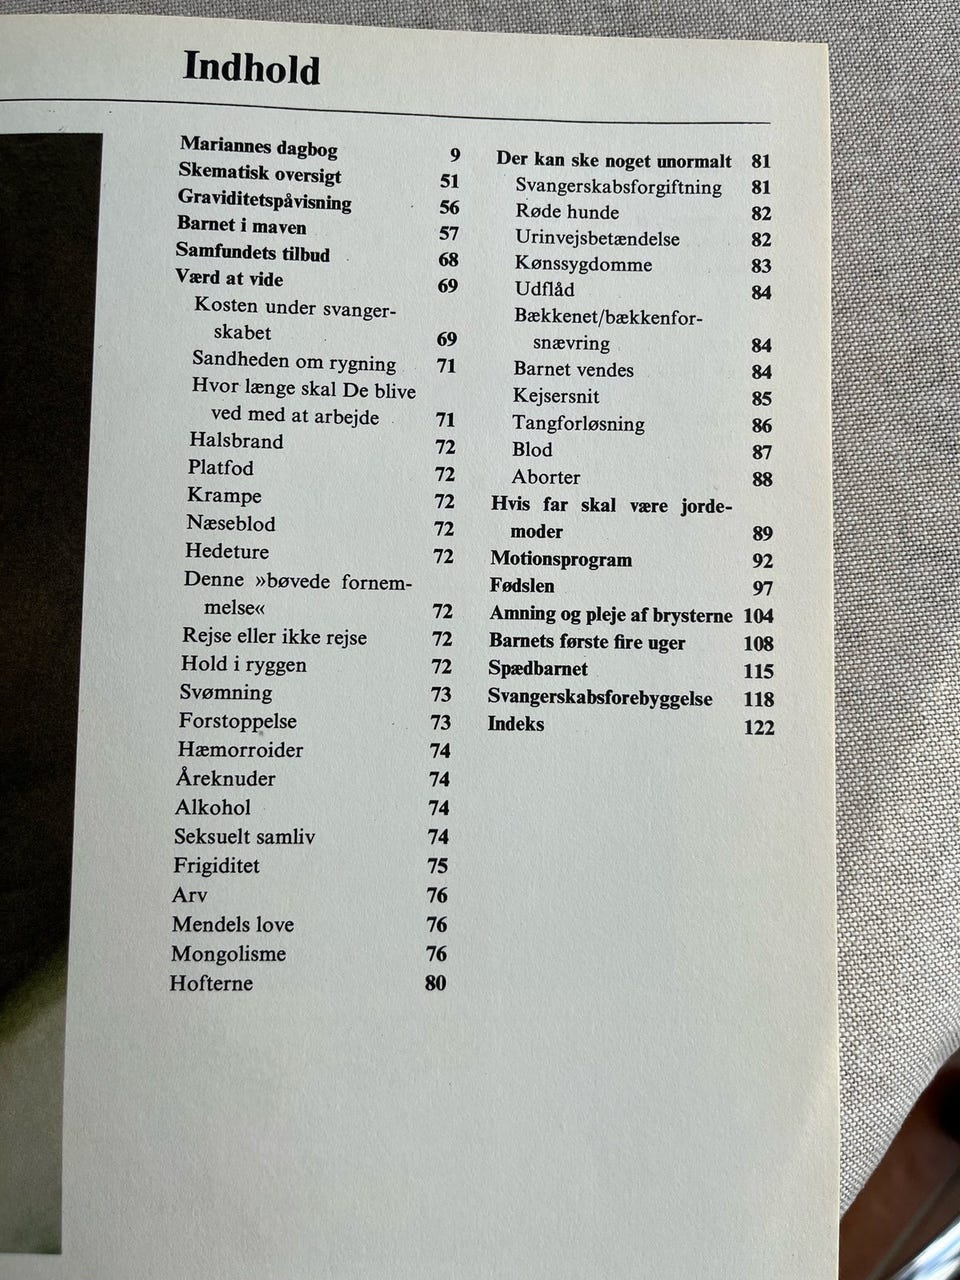 Indhold
Mariannes dagbog 9
Skematisk oversigt 51
Graviditetspåvisning 56
Barnet i maven 57
Samfundets tilbud 68
Værd at vide 69
Kosten under svanger-
skabet 69
Sandheden om rygning 71
Hvor længe skal De blive
ved med at arbejde 71
Halsbrand 72
Platfod 72
Krampe 72
Næseblod 72
Hedeture 72
Denne »bøvede fornem-
melse« 72
Rejse eller ikke rejse 72
Hold i ryggen 72
Svømning 73
Forstoppelse 73
Hæmorroider 74
Åreknuder 74
Alkohol 74
Seksuelt samliv 74
Frigiditet 75
Arv 76
Mendels love 76
Mongolisme 76
Hofterne 80
Der kan ske noget unormalt 81
Svangerskabsforgiftning 81
Røde hunde 82
Urinvejsbetændelse 82
Kønssygdomme 83
Udflåd 84
Bækkenet/bækkenfor-
snævring 84
Barnet vendes 84
Kejsersnit 85
Tangforløsning 86
Blod 87
Aborter 88
Hvis far skal være jorde-
moder 89
Motionsprogram 92
Fødslen 97
Amning og pleje af brysterne 104
Barnets første fire uger 108
Spædbarnet 115
Svangerskabsforebyggelse 118
Indeks 122